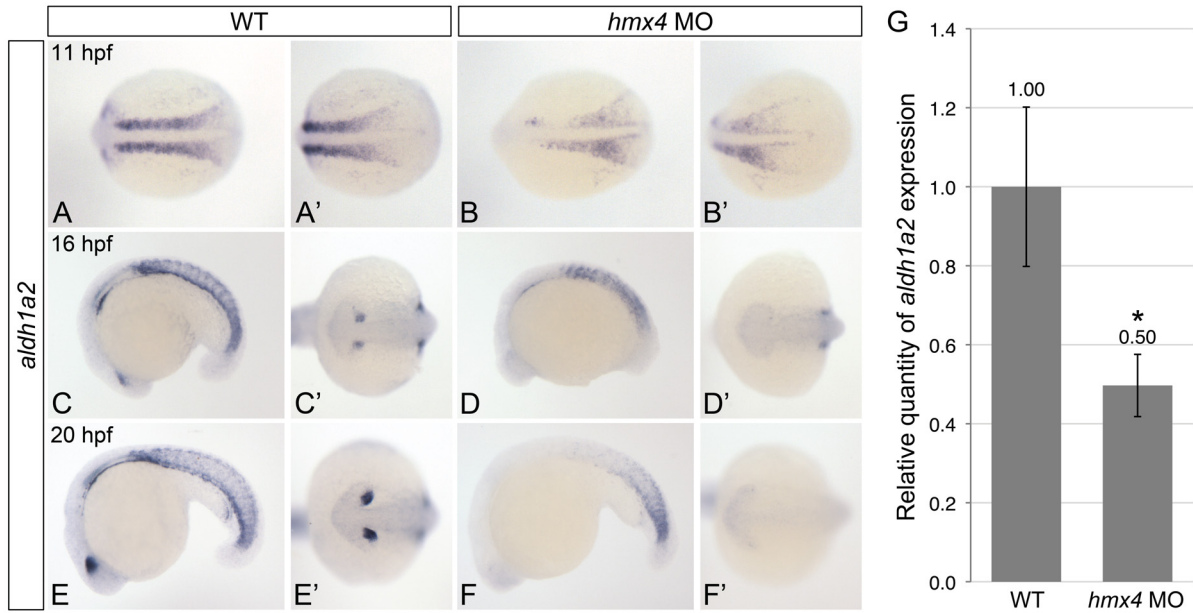 WT
hmx4 MO
G
aldh1a2
11 hpf
A
A'
B
B'
16 hpf
C
C'
D
D'
20 hpf
E
E'
F
F'
Relative quantity of aldh1a2 expression
1.4
1.2
1.0
0.8
0.6
0.4
0.2
0.0
1.00
*
0.50
WT
hmx4 MO